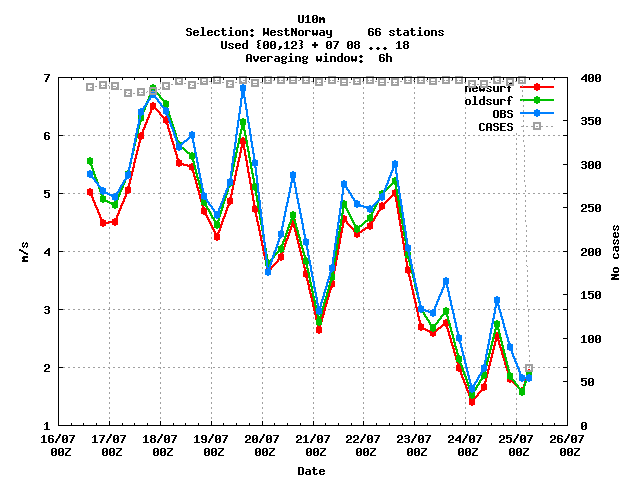 U10m
Selection: WestNorway     66 stations
Used {00,12} + 07 08 ... 18
Averaging window:  6h
7 400
newsurf
oldsurf
OBS
CASES
6 350
300
5 250
m/s
4 200
No cases
3 150
100
2 50
1 0
16/07 17/07 18/07 19/07 20/07 21/07 22/07 23/07 24/07 25/07 26/07
00Z 00Z 00Z 00Z 00Z 00Z 00Z 00Z 00Z 00Z 00Z
Date